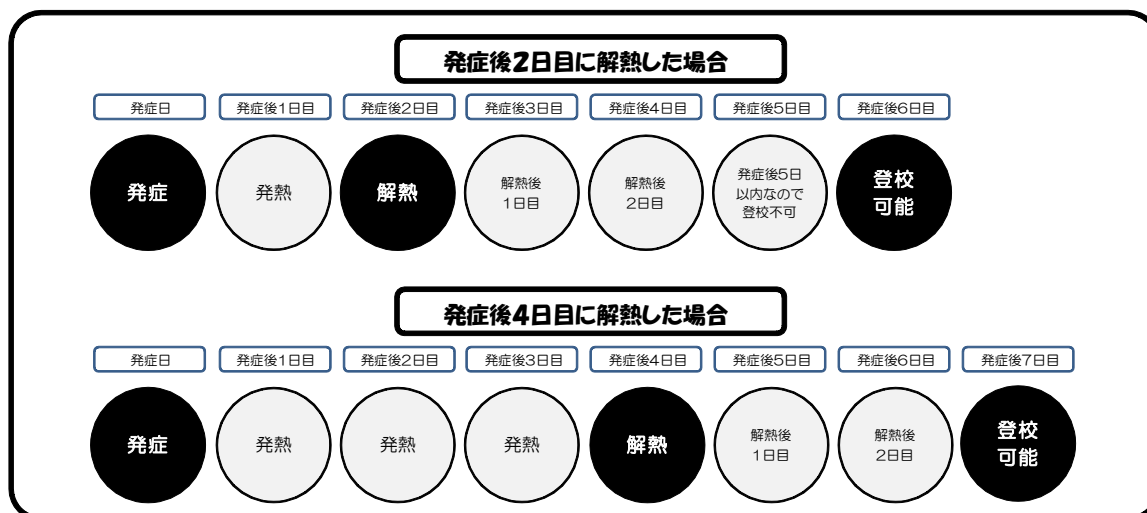 発症後2日目に解熱した場合
発症日 発症後1日目 発症後2日目 発症後3日目 発症後4日目 発症後5日目 発症後6日目
発症
発熱
解熱
解熱後
1日目
解熱後
2日目
発症後5日
以内なので
登校不可
登校
可能
発症後4日目に解熱した場合
発症日 発症後1日目 発症後2日目 発症後3日目 発症後4日目 発症後5日目 発症後6日目 発症後7日目
発症
発熱
発熱
発熱
解熱
解熱後
1日目
解熱後
2日目
登校
可能